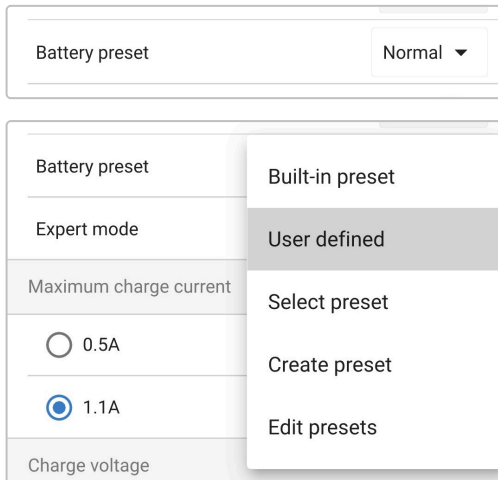 Battery preset
Normal
Battery preset
Built-in preset
Expert mode
User defined
Maximum charge current
Select preset
0.5A
Create preset
1.1A
Edit presets
Charge voltage